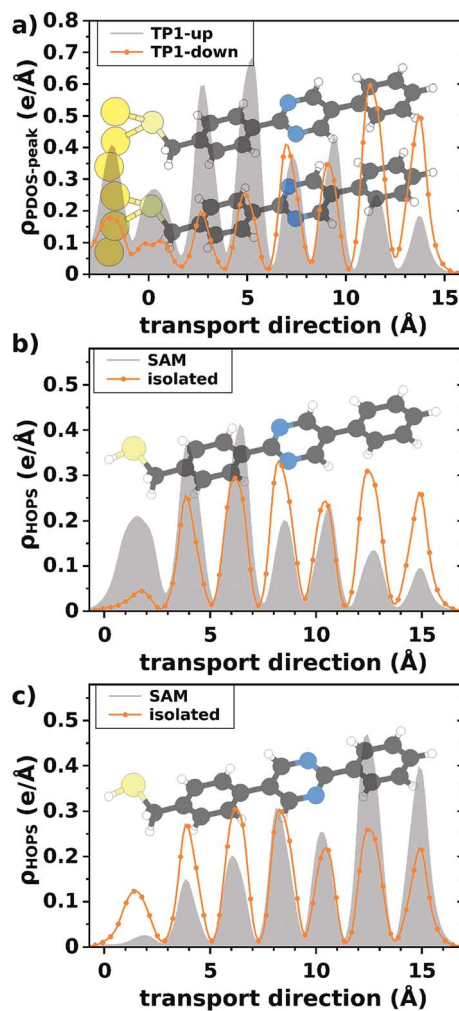 a)
TP1-up
TP1-down
ρPDOS-peak (e/Å)
0.8
0.7
0.6
0.5
0.4
0.3
0.2
0.1
0
0 5 10 15
transport direction (Å)
b)
SAM
isolated
ρHOPS (e/Å)
0.5
0.4
0.3
0.2
0.1
0
0 5 10 15
transport direction (Å)
c)
SAM
isolated
ρHOPS (e/Å)
0.5
0.4
0.3
0.2
0.1
0
0 5 10 15
transport direction (Å)